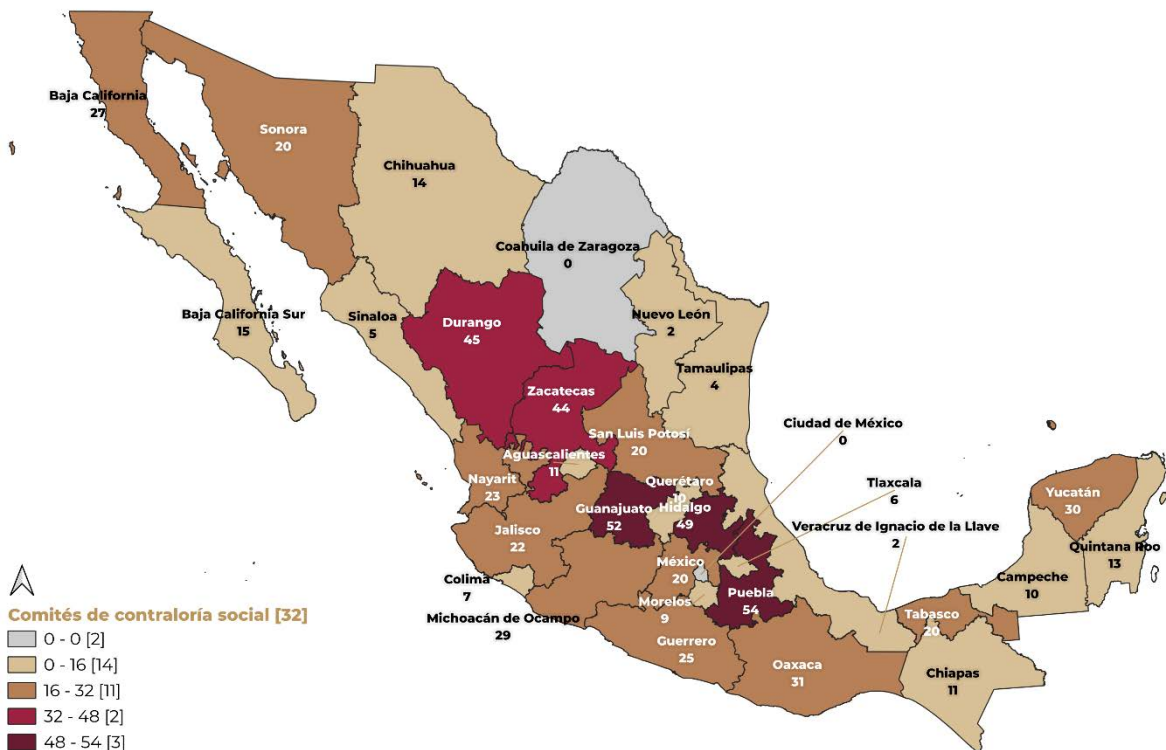 Baja California
27
Sonora
20
Chihuahua
14
Coahuila de Zaragoza
0
Baja California Sur
15
Sinaloa
5
Durango
45
Nuevo León
2
Tamaulipas
4
Zacatecas
44
San Luis Potosí
20
Ciudad de México
0
Aguascalientes
11
Nayarit
23
Querétaro
10
Guanajuato
52
Hidalgo
49
Tlaxcala
6
Yucatán
30
Veracruz de Ignacio de la Llave
2
Jalisco
22
México
20
Quintana Roo
13
Campeche
10
Colima
7
Morelos
9
Puebla
54
Michoacán de Ocampo
29
Tabasco
20
Guerrero
25
Oaxaca
31
Chiapas
11
Comités de contraloría social [32]
0 - 0 [2]
0 - 16 [14]
16 - 32 [11]
32 - 48 [2]
48 - 54 [3]